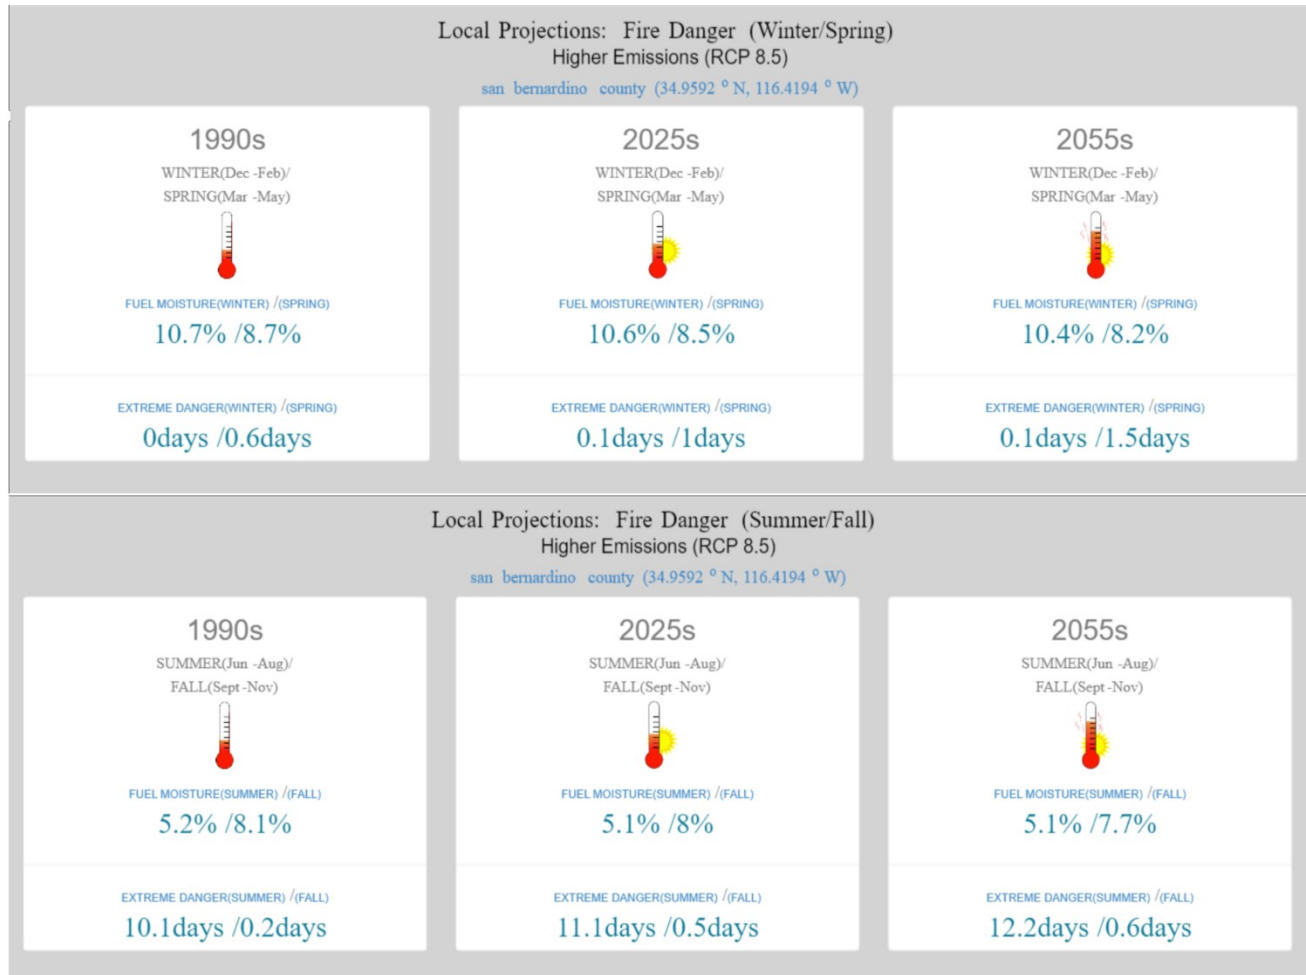 Local Projections: Fire Danger (Winter/Spring)
Higher Emissions (RCP 8.5)
san bernardino county (34.9592 ° N, 116.4194 ° W)
1990s
WINTER(Dec -Feb)/
SPRING(Mar -May)
FUEL MOISTURE(WINTER) /(SPRING)
10.7% /8.7%
EXTREME DANGER(WINTER) /(SPRING)
0days /0.6days
2025s
WINTER(Dec -Feb)/
SPRING(Mar -May)
FUEL MOISTURE(WINTER) /(SPRING)
10.6% /8.5%
EXTREME DANGER(WINTER) /(SPRING)
0.1days /1days
2055s
WINTER(Dec -Feb)/
SPRING(Mar -May)
FUEL MOISTURE(WINTER) /(SPRING)
10.4% /8.2%
EXTREME DANGER(WINTER) /(SPRING)
0.1days /1.5days
Local Projections: Fire Danger (Summer/Fall)
Higher Emissions (RCP 8.5)
san bernardino county (34.9592 ° N, 116.4194 ° W)
1990s
SUMMER(Jun -Aug)/
FALL(Sept -Nov)
FUEL MOISTURE(SUMMER) /(FALL)
5.2% /8.1%
EXTREME DANGER(SUMMER) /(FALL)
10.1days /0.2days
2025s
SUMMER(Jun -Aug)/
FALL(Sept -Nov)
FUEL MOISTURE(SUMMER) /(FALL)
5.1% /8%
EXTREME DANGER(SUMMER) /(FALL)
11.1days /0.5days
2055s
SUMMER(Jun -Aug)/
FALL(Sept -Nov)
FUEL MOISTURE(SUMMER) /(FALL)
5.1% /7.7%
EXTREME DANGER(SUMMER) /(FALL)
12.2days /0.6days